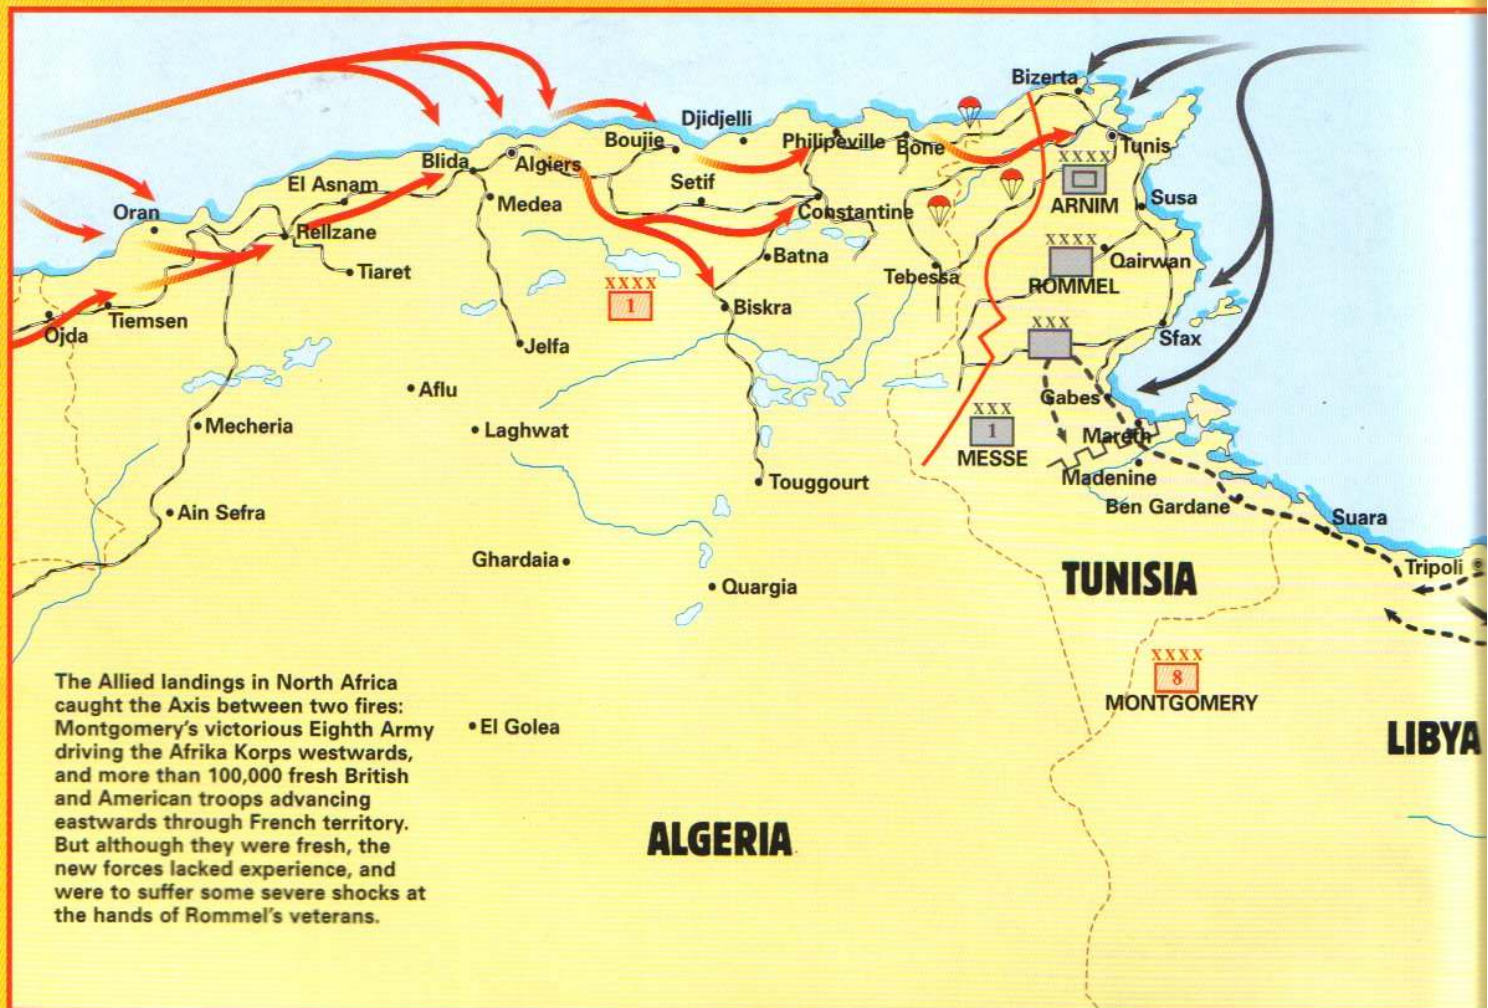 Bizerta
Djidjelli
Boujie
Philipeville
Bone
Tunis
XXXX
ARNIM
Blida
Algiers
El Asnam
Setif
Medea
Constantine
Susa
Oran
Rellzane
Tiaret
Batna
Tebessa
XXXX
ROMMEL
Qairwan
XXXX
1
Biskra
Tiemsen
Ojda
Jelfa
XXX
Sfax
Aflu
Gabes
Mecheria
Laghwat
XXX
1
MESSE
Mareth
Madenine
Touggourt
Ben Gardane
Ain Sefra
Suara
Ghardaia
Quargia
TUNISIA
Tripoli
XXXX
8
MONTGOMERY
LIBYA
El Golea
ALGERIA
The Allied landings in North Africa
caught the Axis between two fires:
Montgomery's victorious Eighth Army
driving the Afrika Korps westwards,
and more than 100,000 fresh British
and American troops advancing
eastwards through French territory.
But although they were fresh, the
new forces lacked experience, and
were to suffer some severe shocks at
the hands of Rommel's veterans.